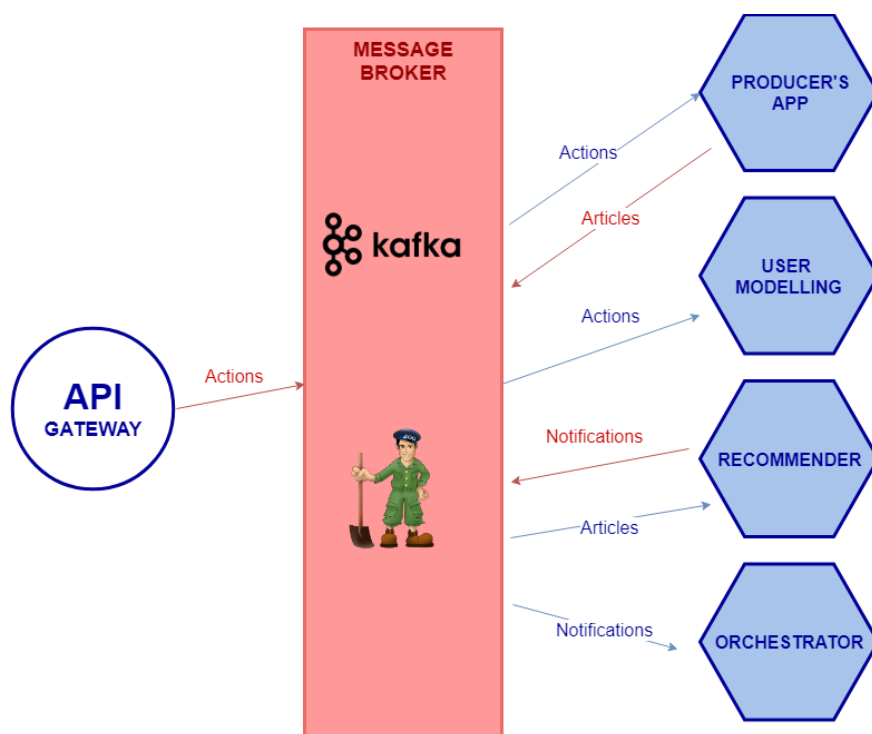 MESSAGE
BROKER
PRODUCER'S
APP
Actions
Articles
kafka
USER
MODELLING
Actions
API
GATEWAY
Actions
Notifications
RECOMMENDER
Articles
Notifications
ORCHESTRATOR